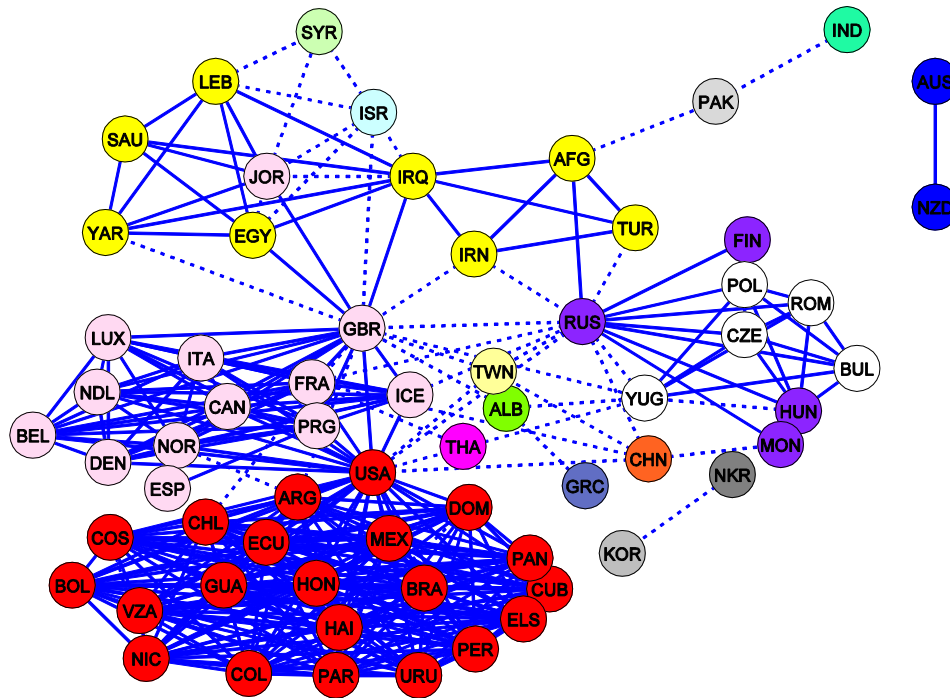 SYR
IND
LEB
AUS
PAK
ISR
SAU
AFG
JOR
IRQ
NZD
YAR
EGY
TUR
FIN
IRN
POL
ROM
GBR
RUS
CZE
LUX
ITA
BUL
TWN
NDL
FRA
ICE
YUG
CAN
ALB
HUN
PRG
BEL
NOR
THA
MON
DEN
CHN
USA
NKR
ESP
GRC
ARG
DOM
CHL
COS
ECU
MEX
KOR
PAN
BOL
GUA
HON
BRA
CUB
VZA
ELS
HAI
PER
NIC
COL
PAR
URU